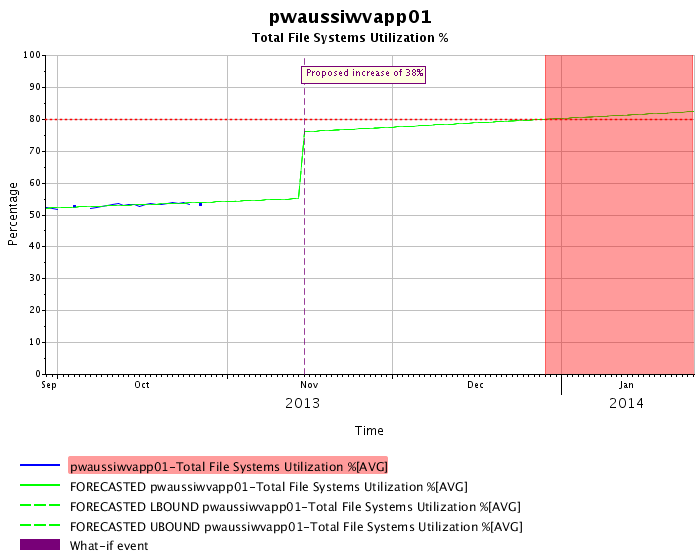 pwaussiwvapp01
Total File Systems Utilization %
100
90
80
70
60
50
40
30
20
10
0
Percentage
Proposed increase of 38%
Sep Oct Nov Dec Jan
2013 2014
Time
pwaussiwvapp01-Total File Systems Utilization %[AVG]
FORECASTED pwaussiwvapp01-Total File Systems Utilization %[AVG]
FORECASTED LBOUND pwaussiwvapp01-Total File Systems Utilization %[AVG]
FORECASTED UBOUND pwaussiwvapp01-Total File Systems Utilization %[AVG]
What-if event